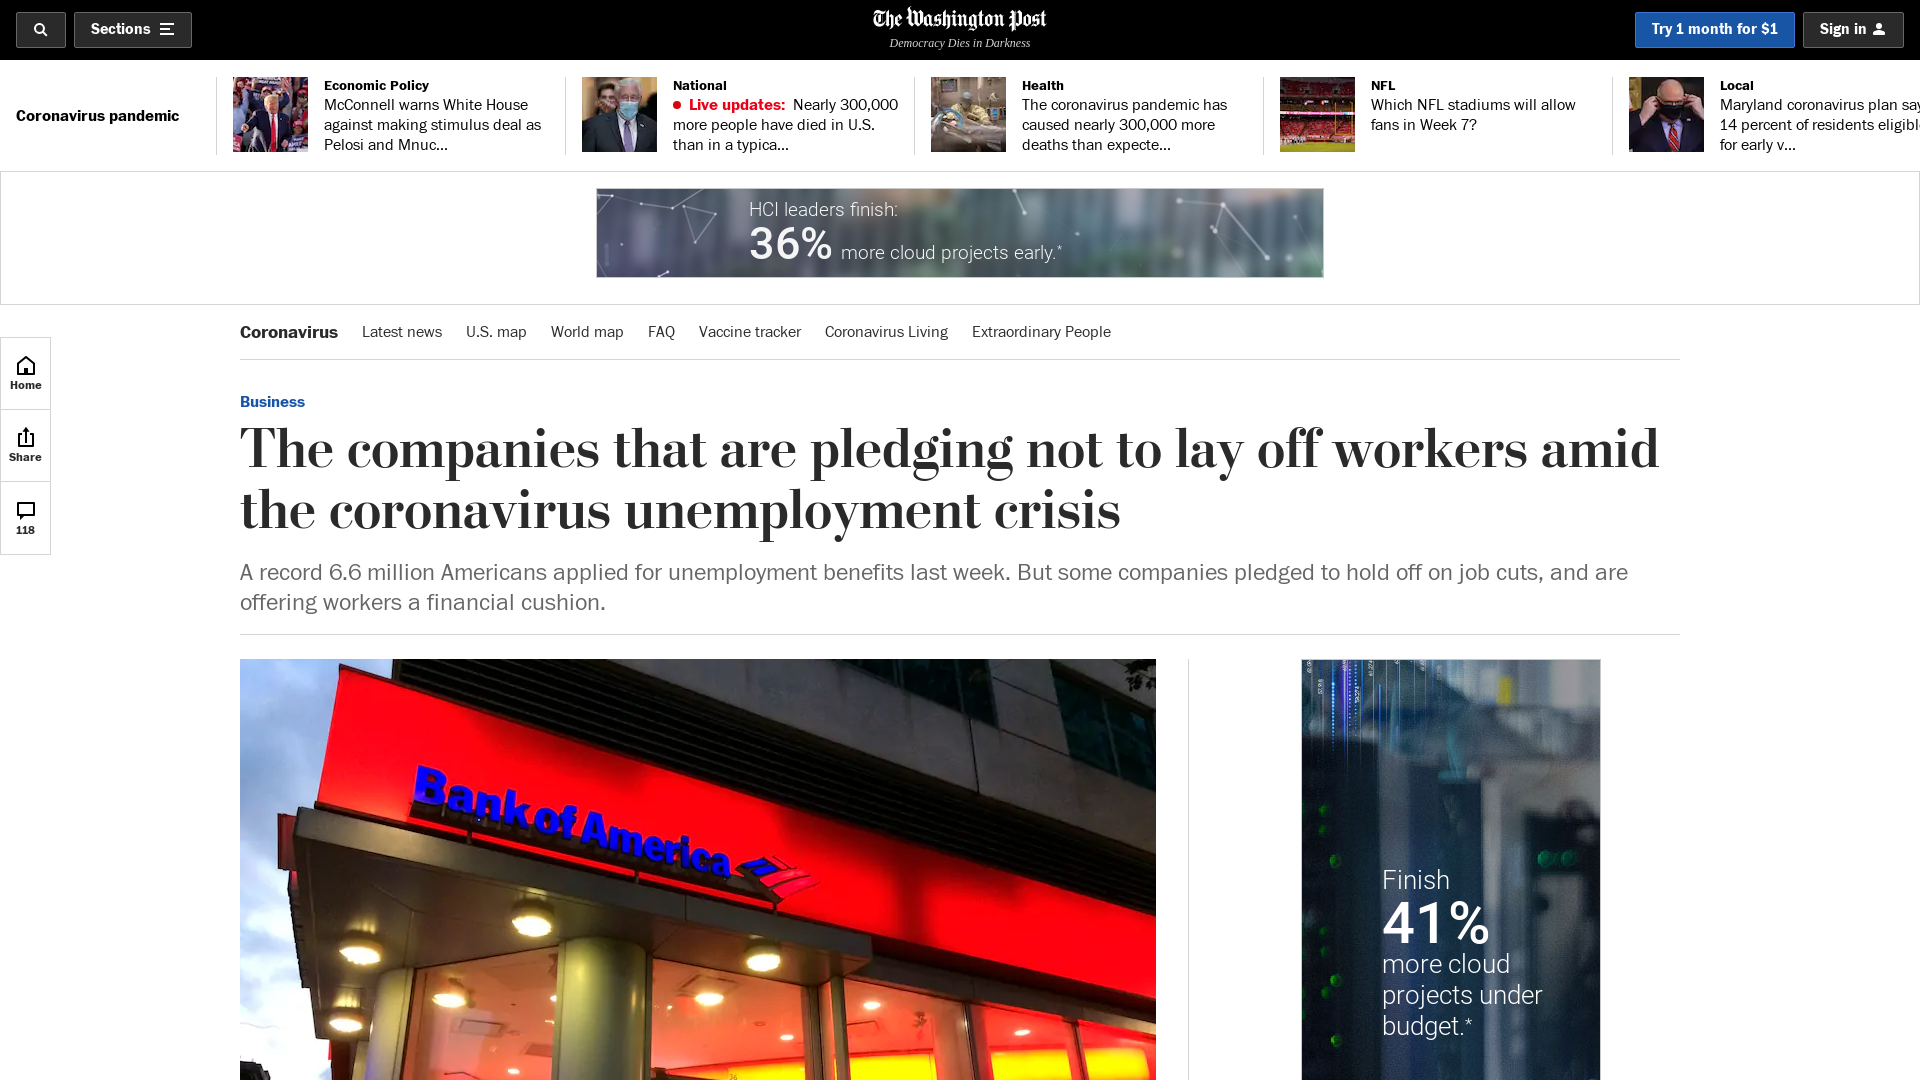 Sections
The Washington Post
Democracy Dies in Darkness
Try 1 month for $1
Sign in
Coronavirus pandemic
Economic Policy
McConnell warns White House
against making stimulus deal as
Pelosi and Mnuc...
National
Live updates: Nearly 300,000
more people have died in U.S.
than in a typica...
Health
The coronavirus pandemic has
caused nearly 300,000 more
deaths than expecte...
NFL
Which NFL stadiums will allow
fans in Week 7?
Local
Maryland coronavirus plan say
14 percent of residents
for early v...
HCI leaders finish:
36% more cloud projects early.*
Coronavirus Latest news U.S. map World map FAQ Vaccine tracker Coronavirus Living Extraordinary People
Home
Share
118
Business
The companies that are pledging not to lay off workers amid
the coronavirus unemployment crisis
A record 6.6 million Americans applied for unemployment benefits last week. But some companies pledged to hold off on job cuts, and are
offering workers a financial cushion.
Bank of America
Finish
41%
more cloud
projects under
budget.*